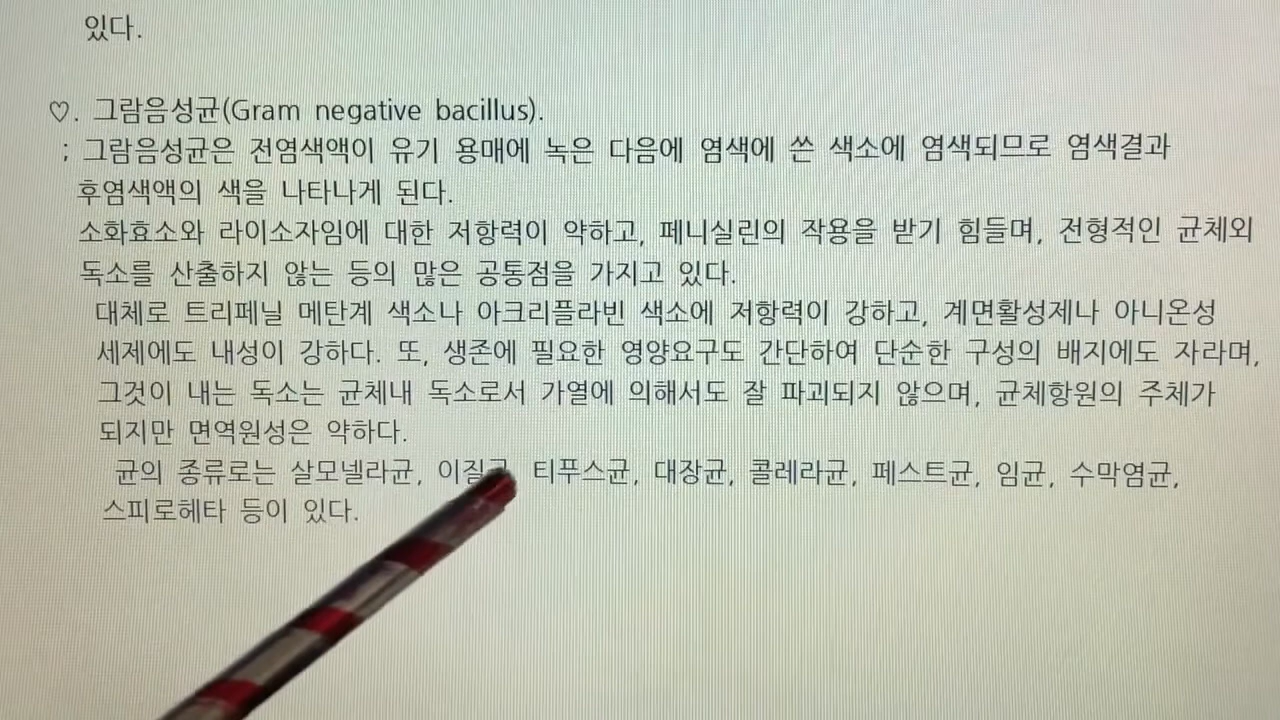 있다.
♡. 그람음성균(Gram negative bacillus).
; 그람음성균은 전염색액이 유기 용매에 녹은 다음에 염색에 쓴 색소에 염색되므로 염색결과
후염색액의 색을 나타나게 된다.
소화효소와 라이소자임에 대한 저항력이 약하고, 페니실린의 작용을 받기 힘들며, 전형적인 균체외
독소를 산출하지 않는 등의 많은 공통점을 가지고 있다.
대체로 트리페닐 메탄계 색소나 아크리플라빈 색소에 저항력이 강하고, 계면활성제나 아니온성
세제에도 내성이 강하다. 또, 생존에 필요한 영양요구도 간단하여 단순한 구성의 배지에도 자라며,
그것이 내는 독소는 균체내 독소로서 가열에 의해서도 잘 파괴되지 않으며, 균체항원의 주체가
되지만 면역원성은 약하다.
균의 종류로는 살모넬라균, 티푸스균, 대장균, 콜레라균, 페스트균, 임균, 수막염균,
스피로헤타 등이 있다.